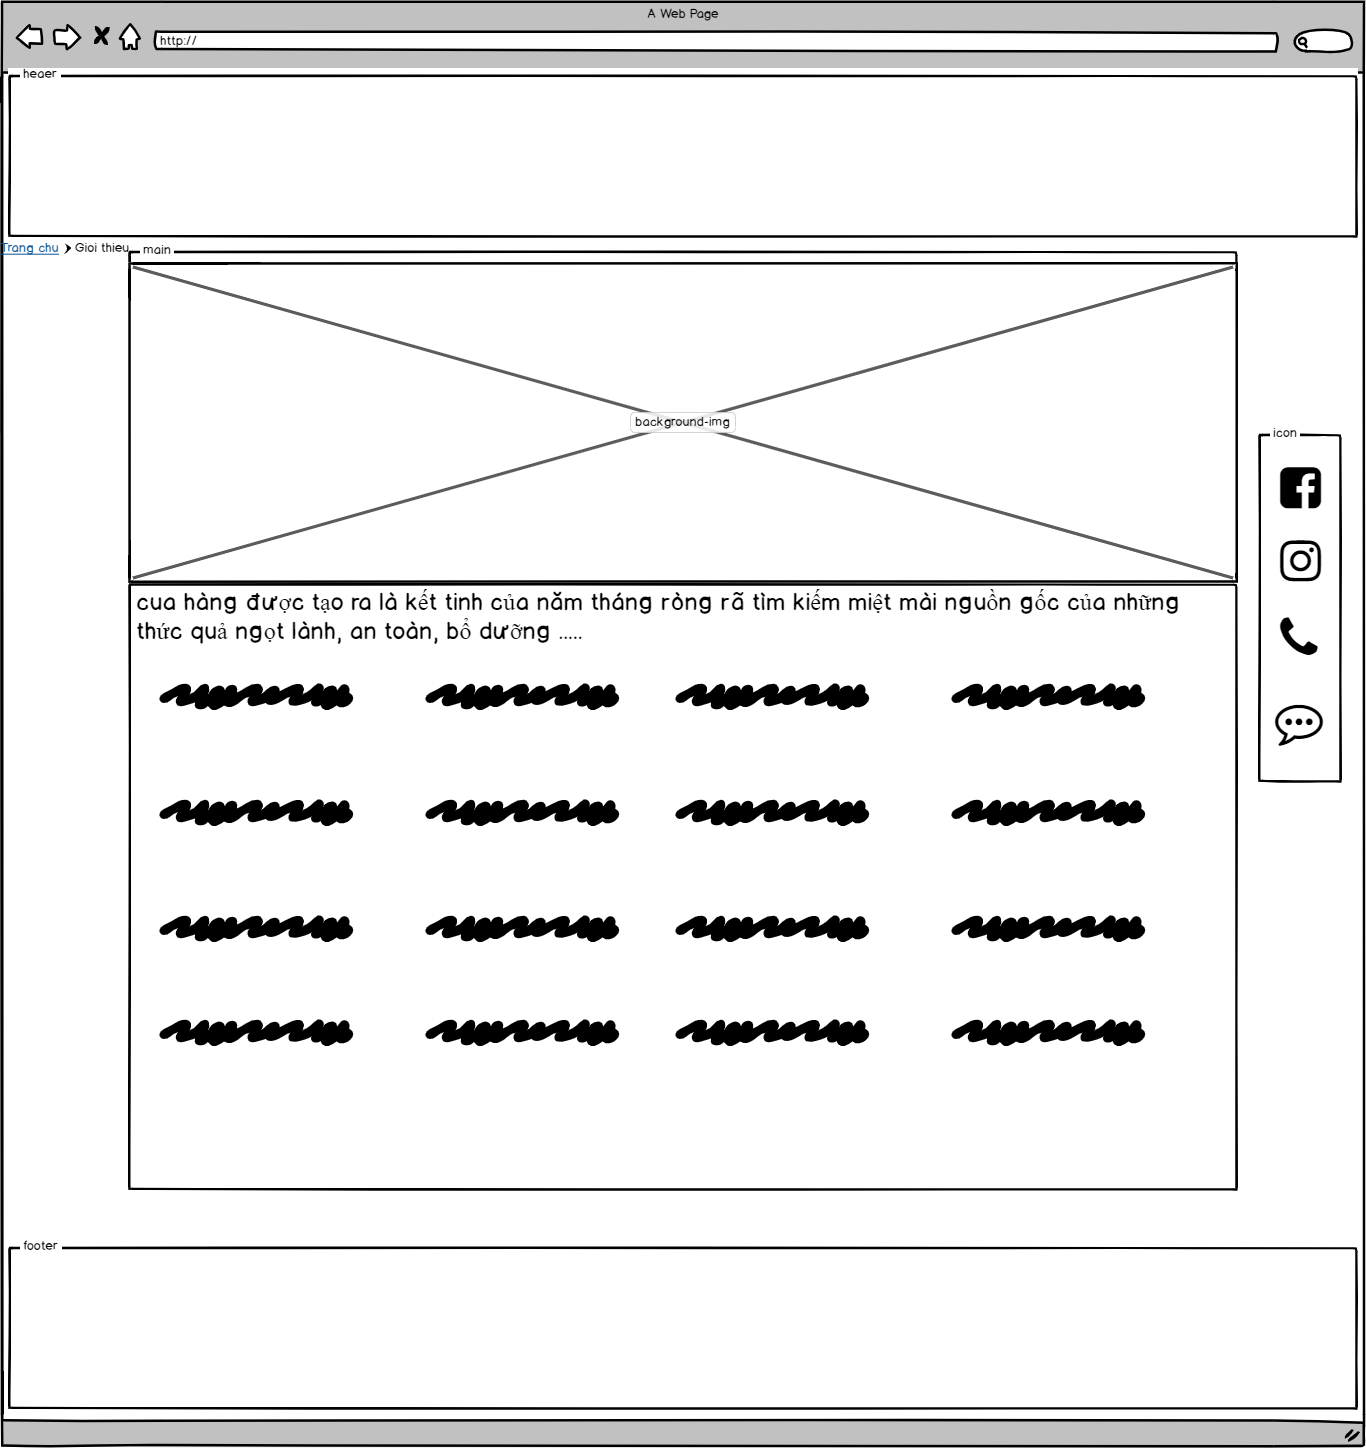 A Web Page
http://
heaer
Trang chu Gioi thieu
main
background-img
icon
cua hàng được tạo ra là kết tinh của năm tháng ròng rã tìm kiếm miệt mài nguồn gốc của những
thức quả ngọt lành, an toàn, bổ dưỡng .....
footer